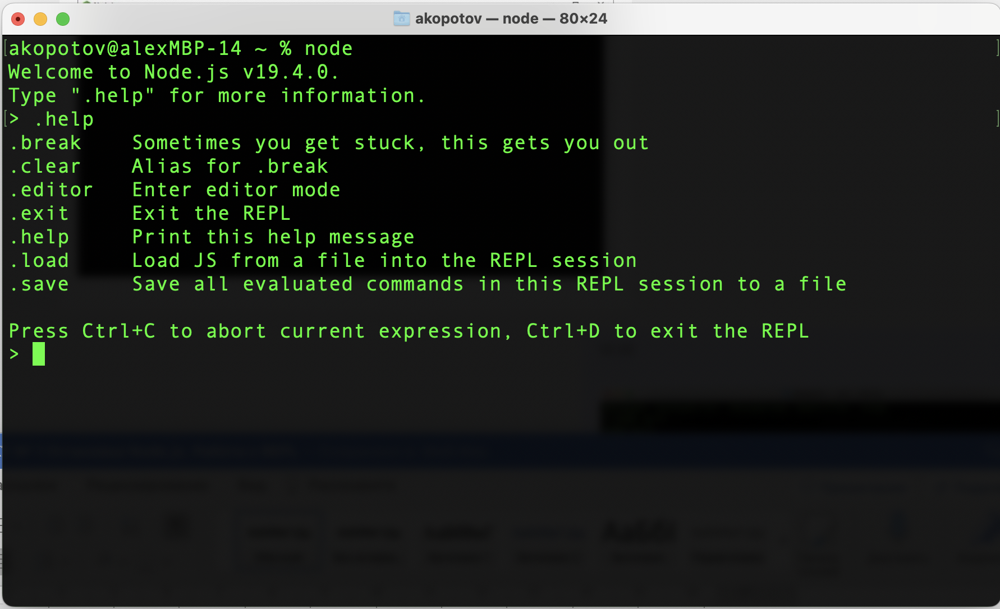 akopotov — node — 80×24
akopotov@alexMBP-14 ~ % node
Welcome to Node.js v19.4.0.
Type ".help" for more information.
> .help
.break    Sometimes you get stuck, this gets you out
.clear    Alias for .break
.editor   Enter editor mode
.exit     Exit the REPL
.help     Print this help message
.load     Load JS from a file into the REPL session
.save     Save all evaluated commands in this REPL session to a file
Press Ctrl+C to abort current expression, Ctrl+D to exit the REPL
>